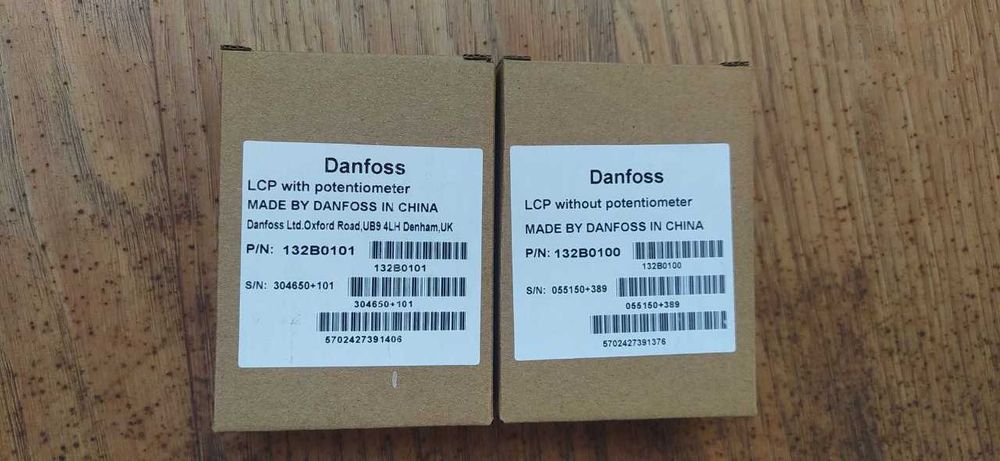 Danfoss
LCP with potentiometer
MADE BY DANFOSS IN CHINA
Danfoss Ltd.Oxford Road,UB9 4LH Denham,UK
P/N: 132B0101
132B0101
S/N: 304650+101
304650+101
5702427391406
Danfoss
LCP without potentiometer
MADE BY DANFOSS IN CHINA
P/N: 132B0100
132B0100
S/N: 055150+389
055150+389
5702427391376